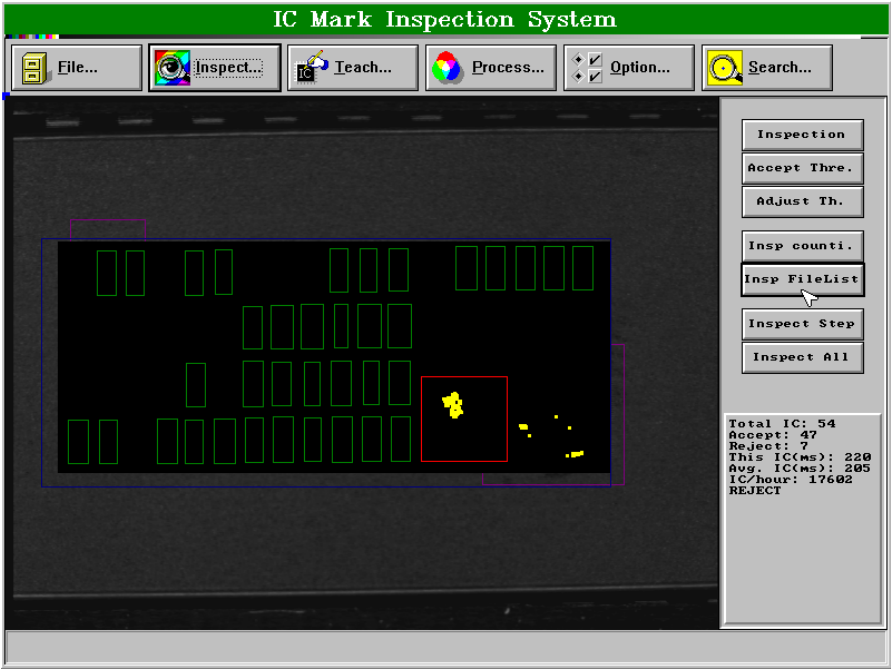 IC Mark Inspection System
File...
Inspect...
IC
Teach...
Process...
Option...
Search...
Inspection
Accept Thre.
Adjust Th.
Insp counti.
Insp FileList
Inspect Step
Inspect All
Total IC: 54
Accept: 47
Reject: 7
This IC(ms): 220
Avg. IC(ms): 205
IC/hour: 17602
REJECT